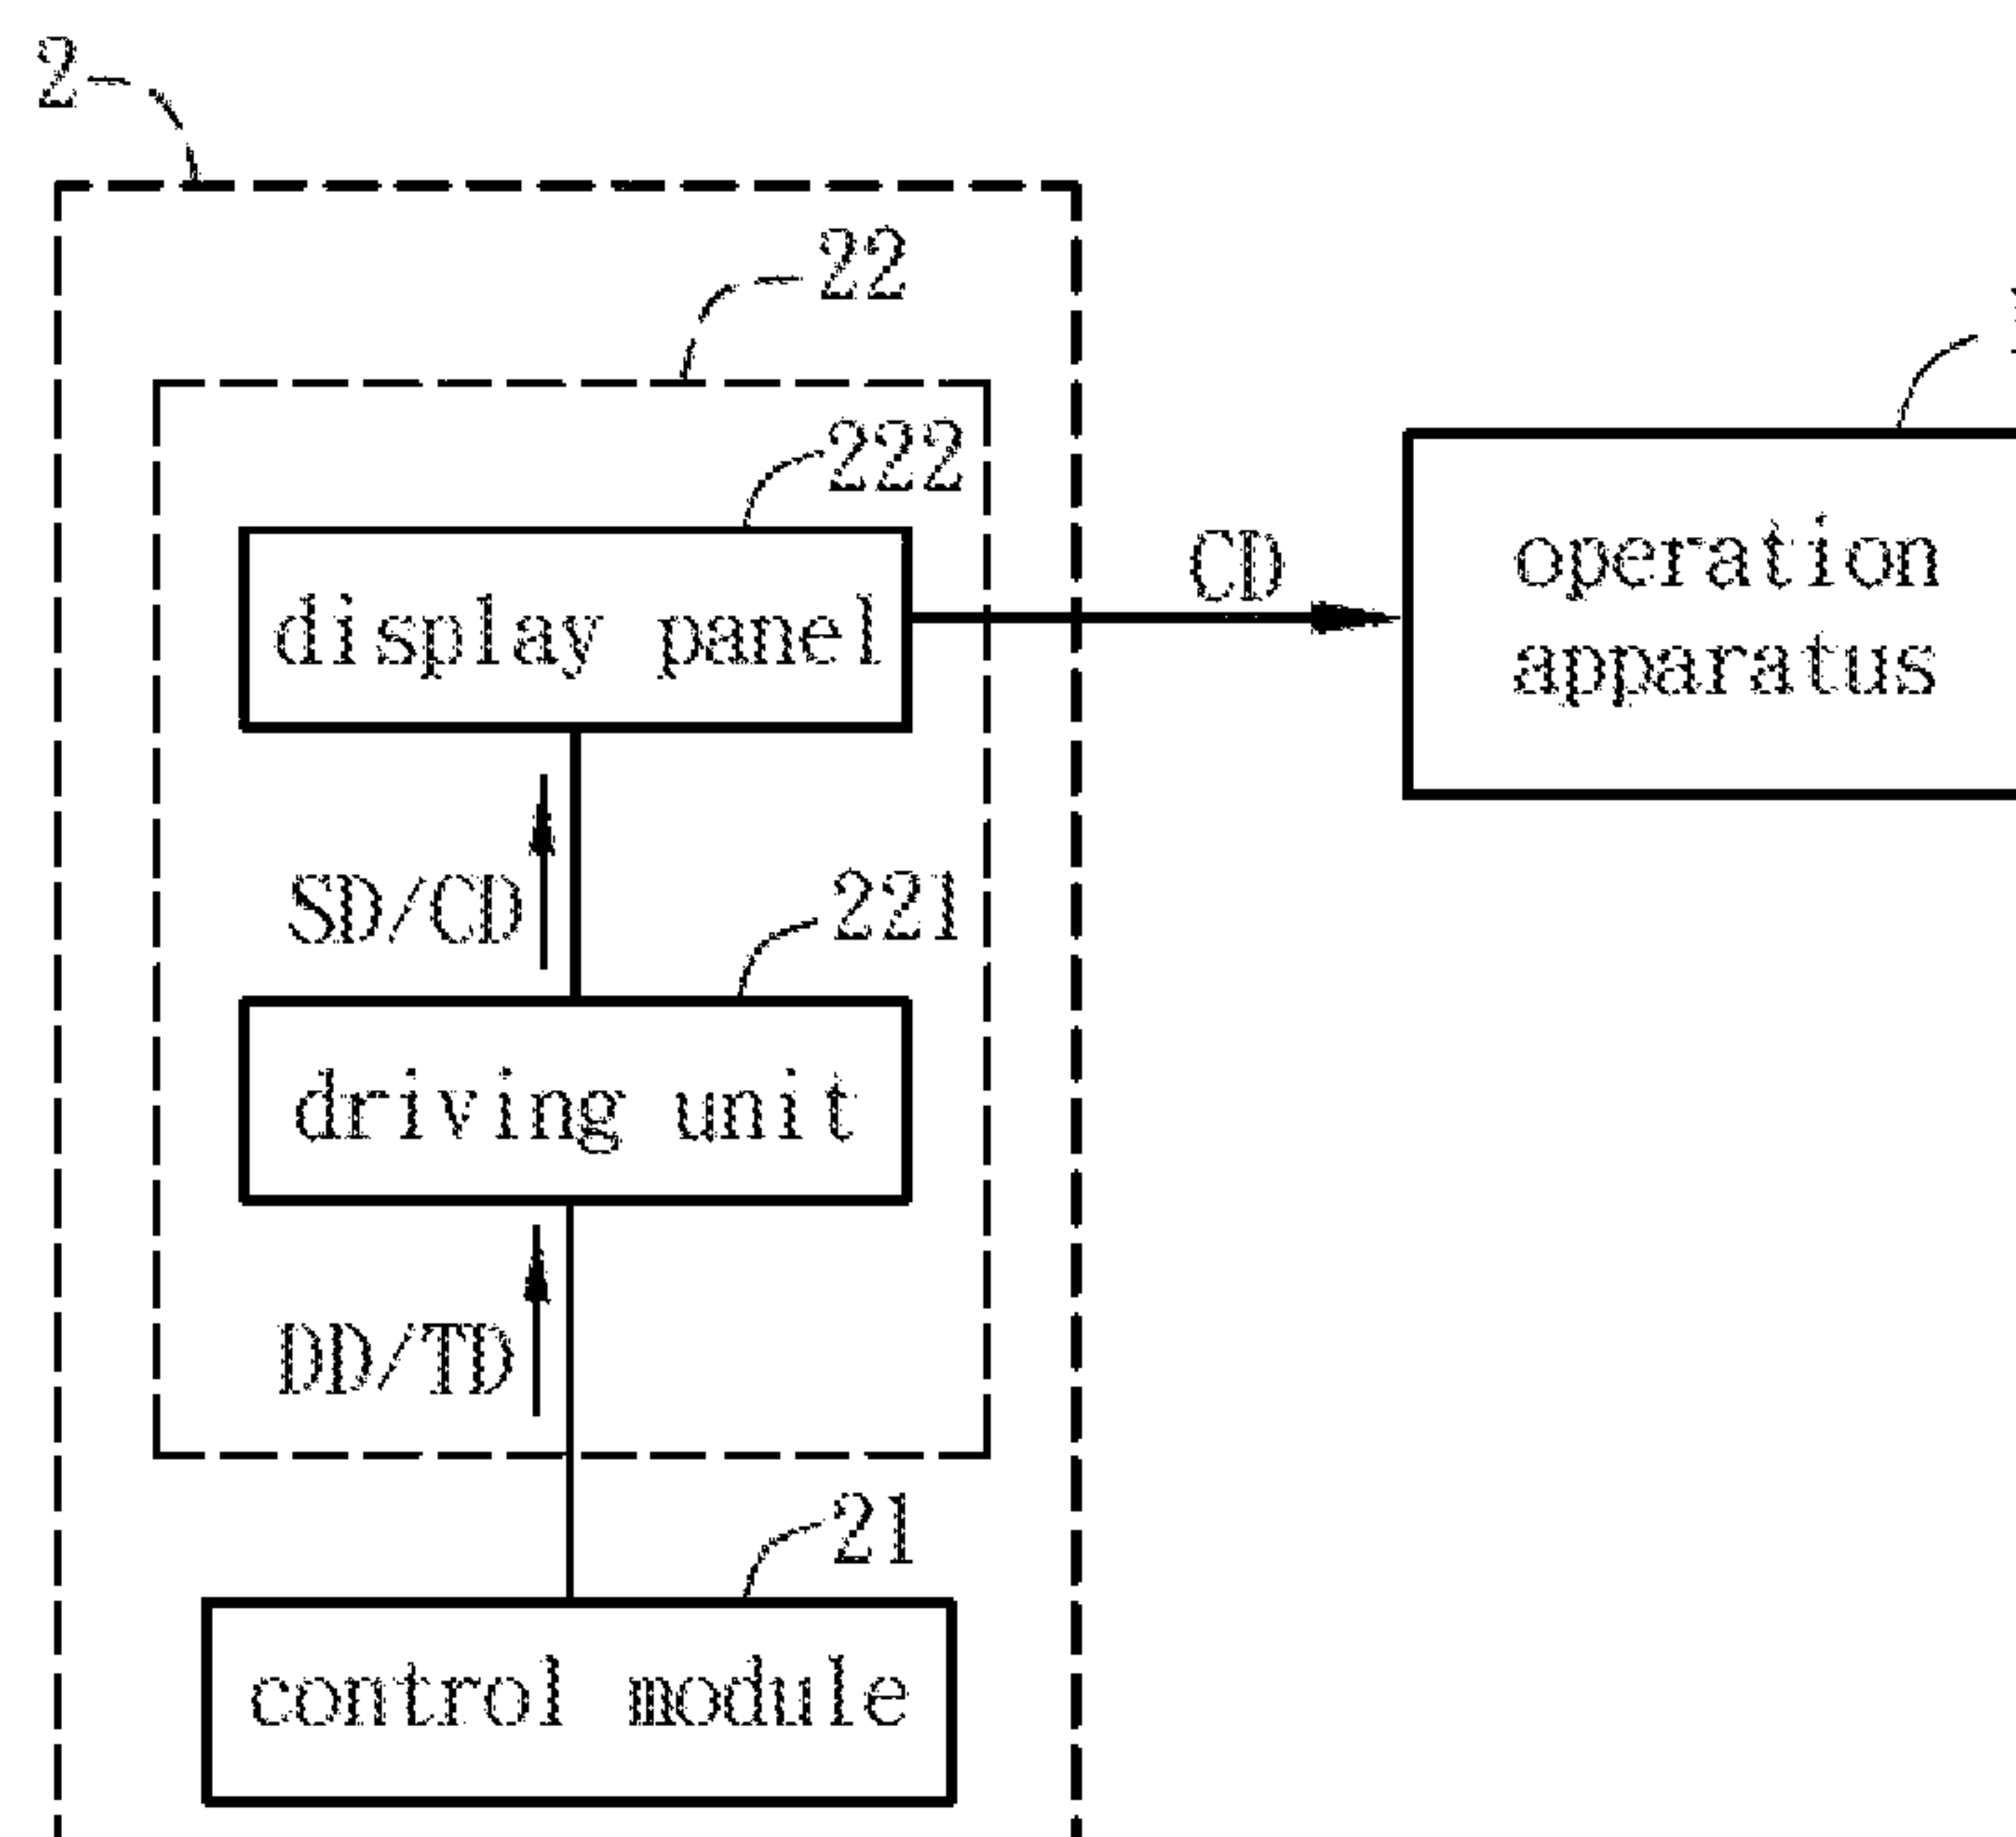 2
22
222
display panel
CD
operation
apparatus
SD/CD
221
driving unit
DD/TD
21
control module